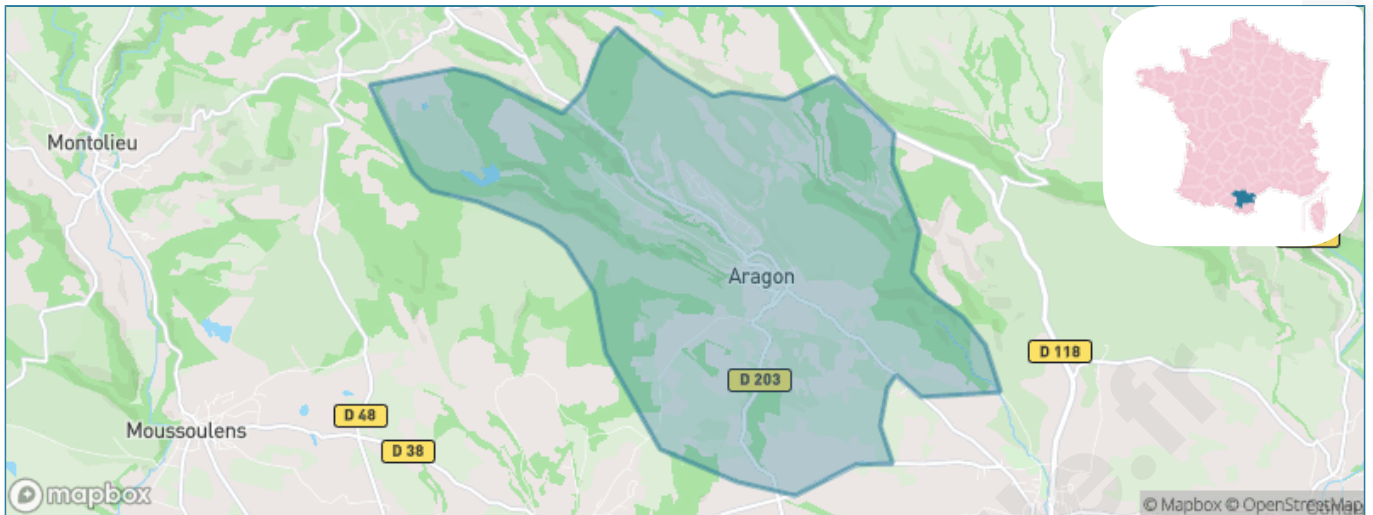 Montolieu
Aragon
D 118
D 203
D 48
Moussoulens
D 38
mapbox
© Mapbox © OpenStreetMap